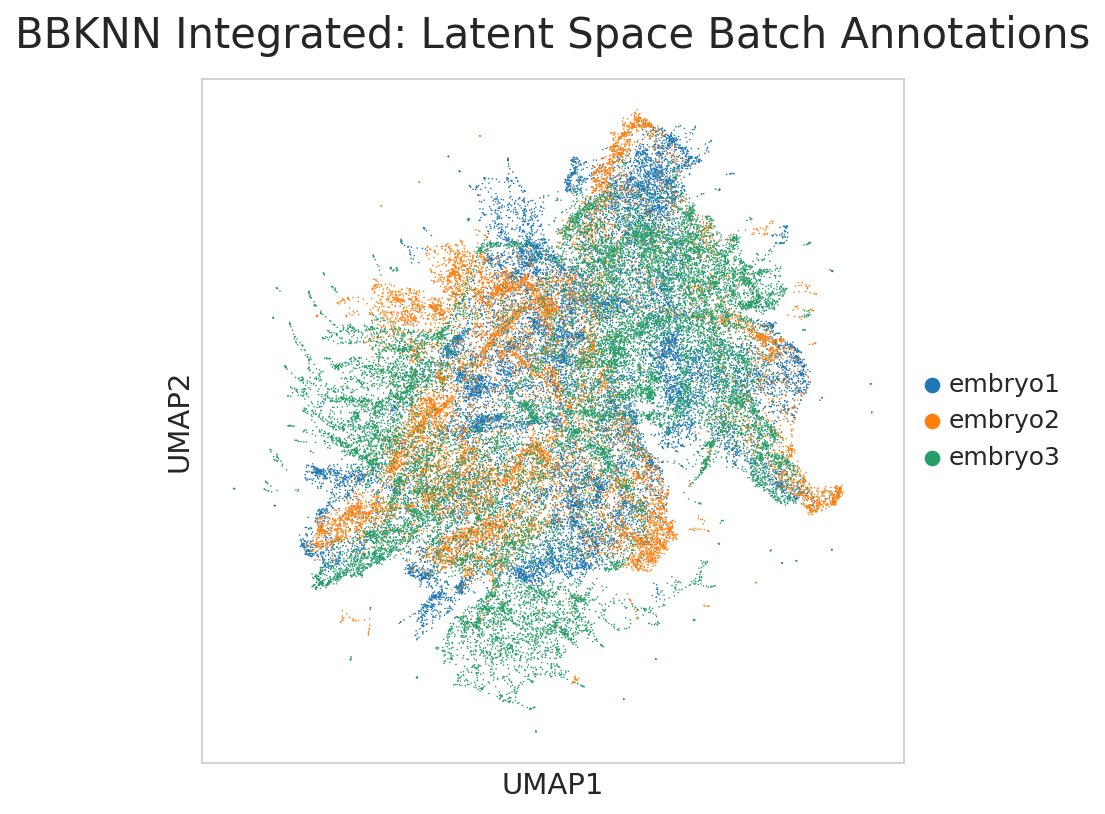 BBKNN Integrated: Latent Space Batch Annotations
UMAP2
embryo1
embryo2
embryo3
UMAP1